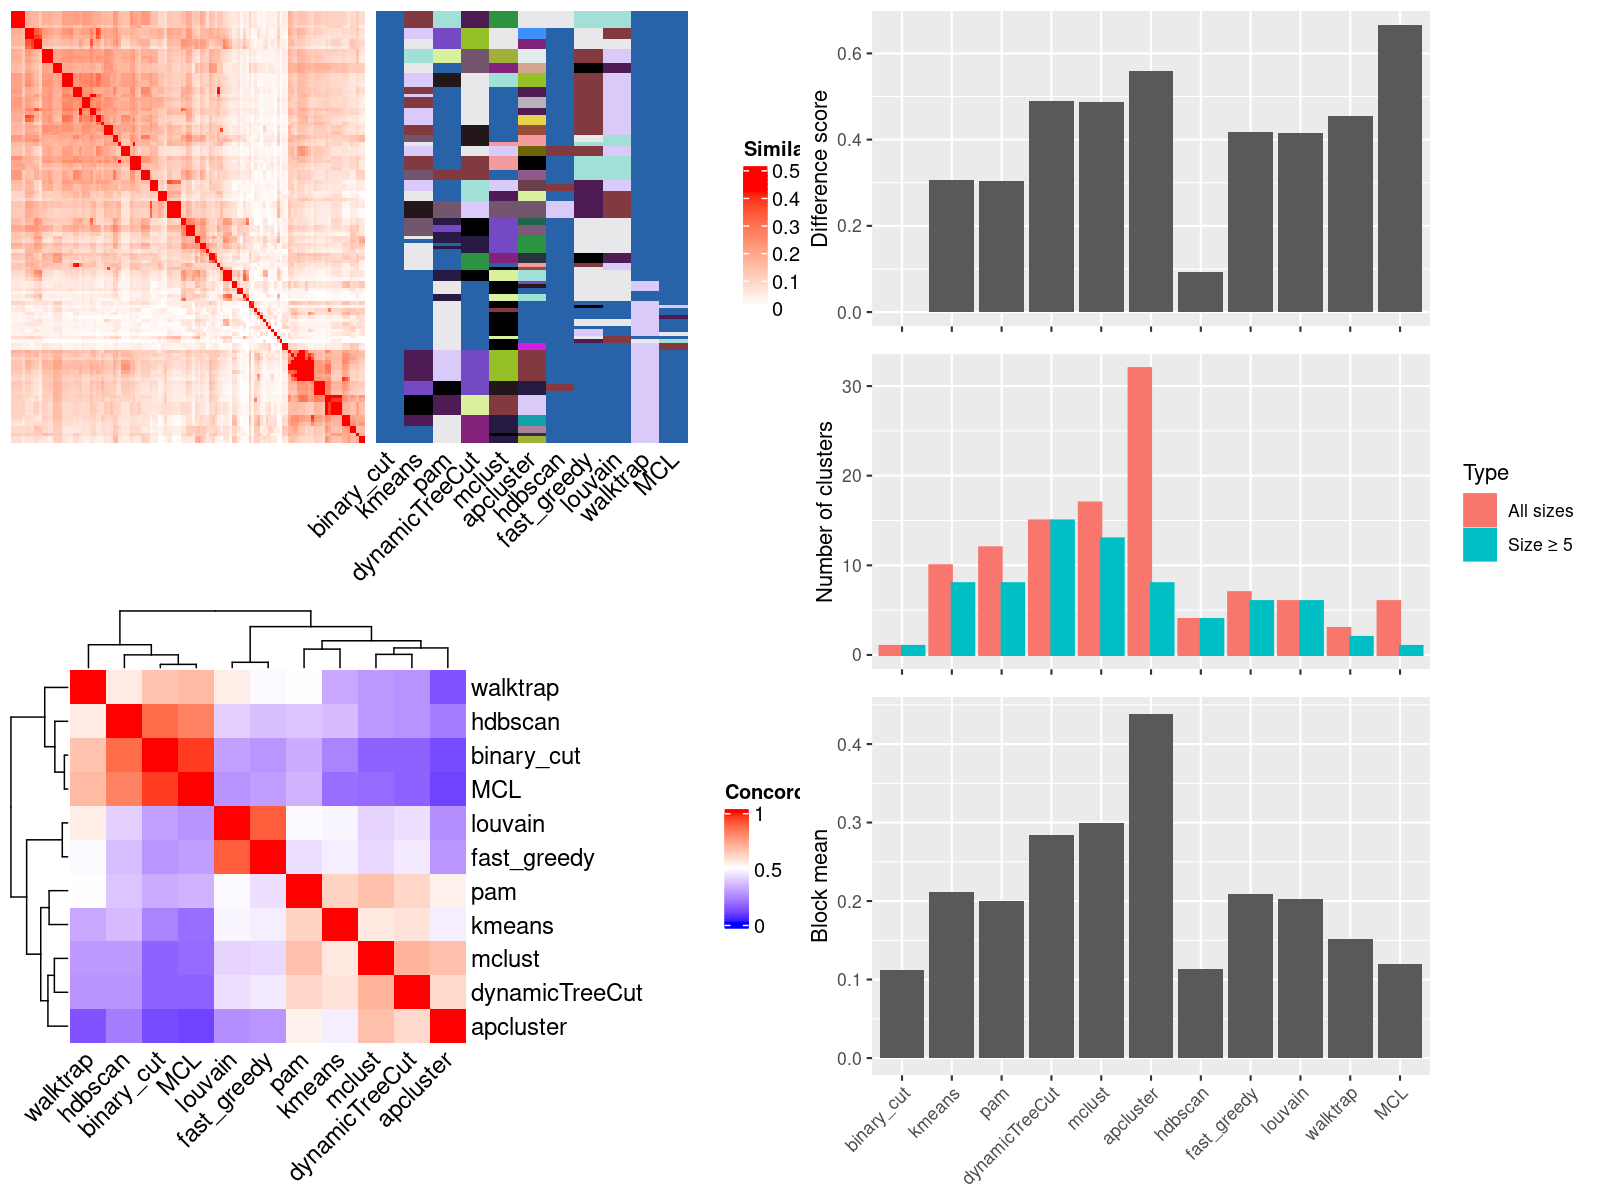 Simila
0.5
0.4
0.3
0.2
0.1
0
binary_cut
kmeans
pam
dynamicTreeCut
mclust
apcluster
hdbscan
fast_greedy
louvain
walktrap
MCL
walktrap
hdbscan
binary_cut
MCL
louvain
fast_greedy
pam
kmeans
mclust
dynamicTreeCut
apcluster
walktrap
hdbscan
binary_cut
MCL
louvain
fast_greedy
pam
kmeans
mclust
dynamicTreeCut
apcluster
Concord
1
0.5
0
Difference score
0.6
0.4
0.2
0.0
Number of clusters
30
20
10
0
Type
All sizes
Size ≥ 5
Block mean
0.4
0.3
0.2
0.1
0.0
binary_cut
kmeans
pam
dynamicTreeCut
mclust
apcluster
hdbscan
fast_greedy
louvain
walktrap
MCL